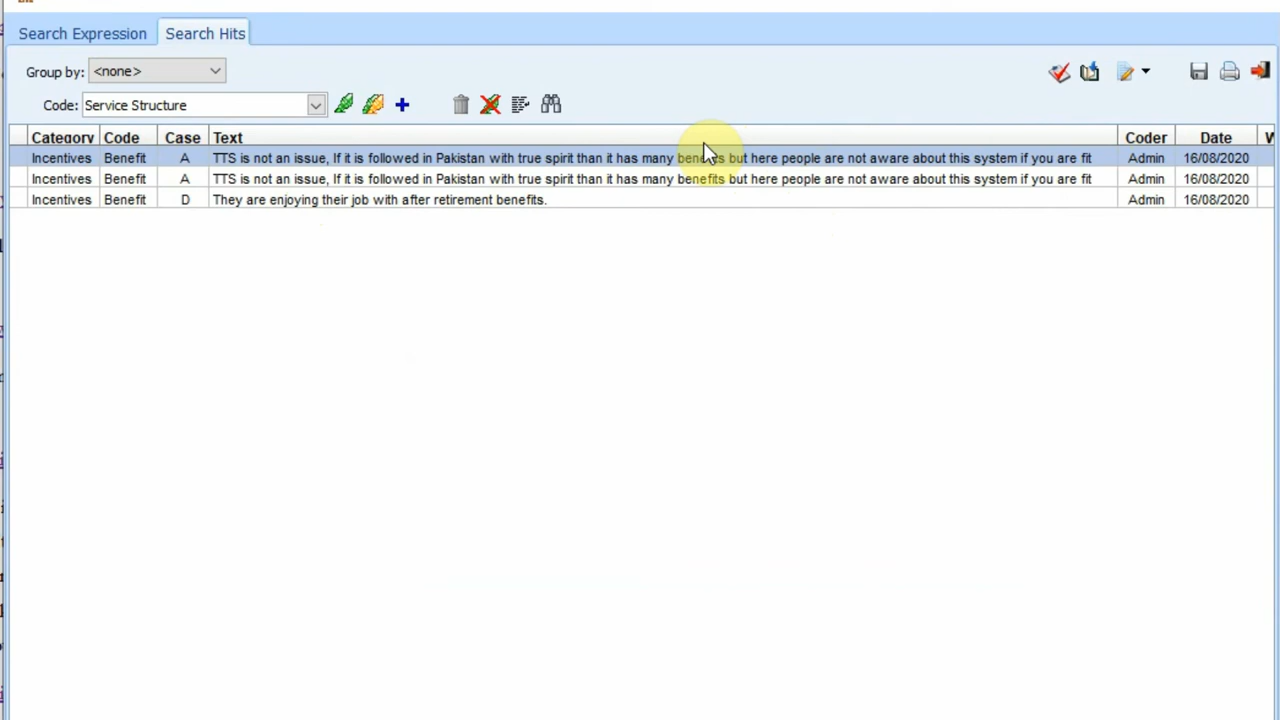 Search Expression Search Hits
Group by: <none>
Code: Service Structure
Category Code Case Text Coder Date
Incentives Benefit A TTS is not an issue, If it is followed in Pakistan with true spirit than it has many benefits but here people are not aware about this system if you are fit Admin 16/08/2020
Incentives Benefit A TTS is not an issue, If it is followed in Pakistan with true spirit than it has many benefits but here people are not aware about this system if you are fit Admin 16/08/2020
Incentives Benefit D They are enjoying their job with after retirement benefits. Admin 16/08/2020